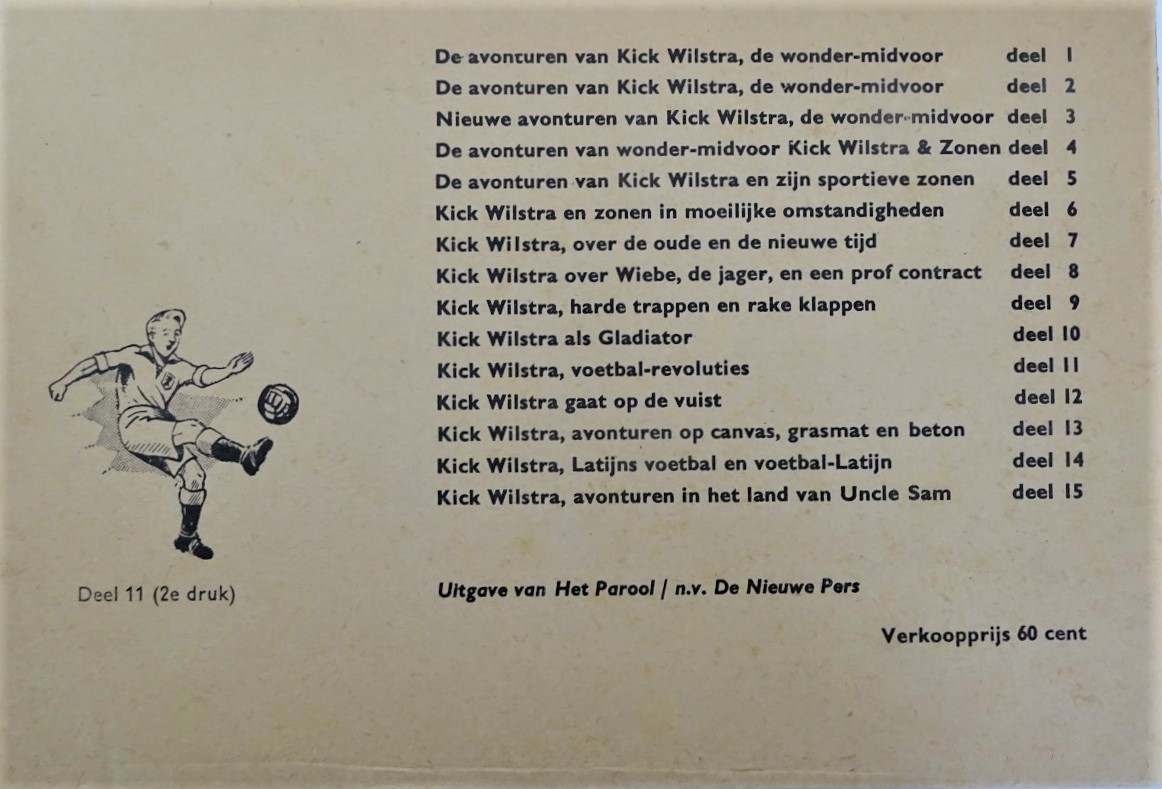 De avonturen van Kick Wilstra, de wonder-midvoor deel 1
De avonturen van Kick Wilstra, de wonder-midvoor deel 2
Nieuwe avonturen van Kick Wilstra, de wonder-midvoor deel 3
De avonturen van wonder-midvoor Kick Wilstra & Zonen deel 4
De avonturen van Kick Wilstra en zijn sportieve zonen deel 5
Kick Wilstra en zonen in moeilijke omstandigheden deel 6
Kick Wilstra, over de oude en de nieuwe tijd deel 7
Kick Wilstra over Wiebe, de jager, en een prof contract deel 8
Kick Wilstra, harde trappen en rake klappen deel 9
Kick Wilstra als Gladiator deel 10
Kick Wilstra, voetbal-revoluties deel 11
Kick Wilstra gaat op de vuist deel 12
Kick Wilstra, avonturen op canvas, grasmat en beton deel 13
Kick Wilstra, Latijns voetbal en voetbal-Latijn deel 14
Kick Wilstra, avonturen in het land van Uncle Sam deel 15
Deel 11 (2e druk)
Uitgave van Het Parool / n.v. De Nieuwe Pers
Verkoopprijs 60 cent